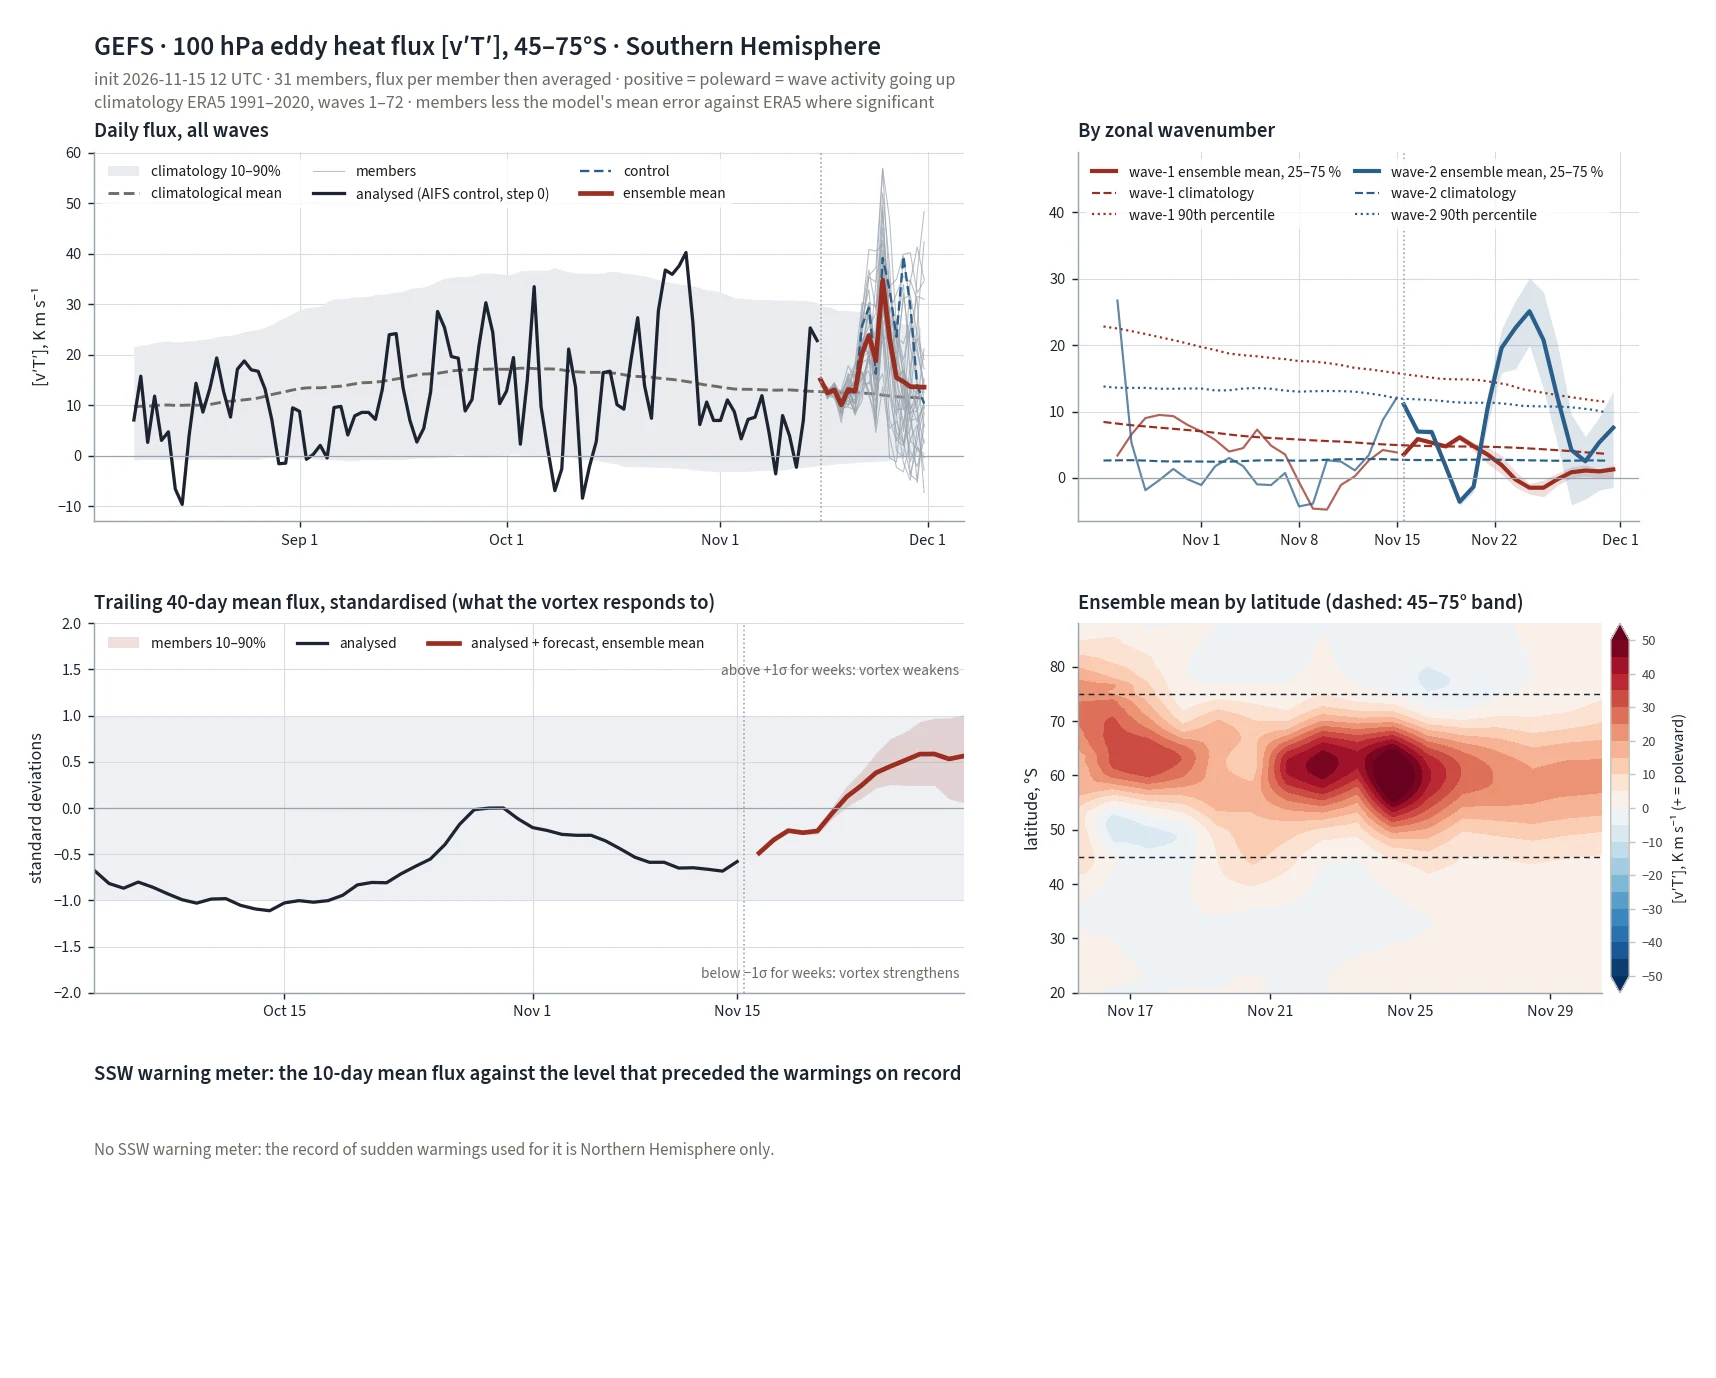 GEFS · 100 hPa eddy heat flux [v′T′], 45–75°S · Southern Hemisphere
init 2026-11-15 12 UTC · 31 members, flux per member then averaged · positive = poleward = wave activity going up
climatology ERA5 1991–2020, waves 1–72 · members less the model's mean error against ERA5 where significant
Daily flux, all waves
climatology 10–90%
members
control
climatological mean
analysed (AIFS control, step 0)
ensemble mean
[v′T′], K m s⁻¹
60
50
40
30
20
10
0
−10
Sep 1
Oct 1
Nov 1
Dec 1
By zonal wavenumber
wave-1 ensemble mean, 25–75 %
wave-2 ensemble mean, 25–75 %
wave-1 climatology
wave-2 climatology
wave-1 90th percentile
wave-2 90th percentile
40
30
20
10
0
Nov 1
Nov 8
Nov 15
Nov 22
Dec 1
Trailing 40-day mean flux, standardised (what the vortex responds to)
members 10–90%
analysed
analysed + forecast, ensemble mean
above +1σ for weeks: vortex weakens
below −1σ for weeks: vortex strengthens
standard deviations
2.0
1.5
1.0
0.5
0.0
−0.5
−1.0
−1.5
−2.0
Oct 15
Nov 1
Nov 15
Ensemble mean by latitude (dashed: 45–75° band)
latitude, °S
80
70
60
50
40
30
20
Nov 17
Nov 21
Nov 25
Nov 29
50
40
30
20
10
0
−10
−20
−30
−40
−50
[v′T′], K m s⁻¹ (+ = poleward)
SSW warning meter: the 10-day mean flux against the level that preceded the warmings on record
No SSW warning meter: the record of sudden warmings used for it is Northern Hemisphere only.